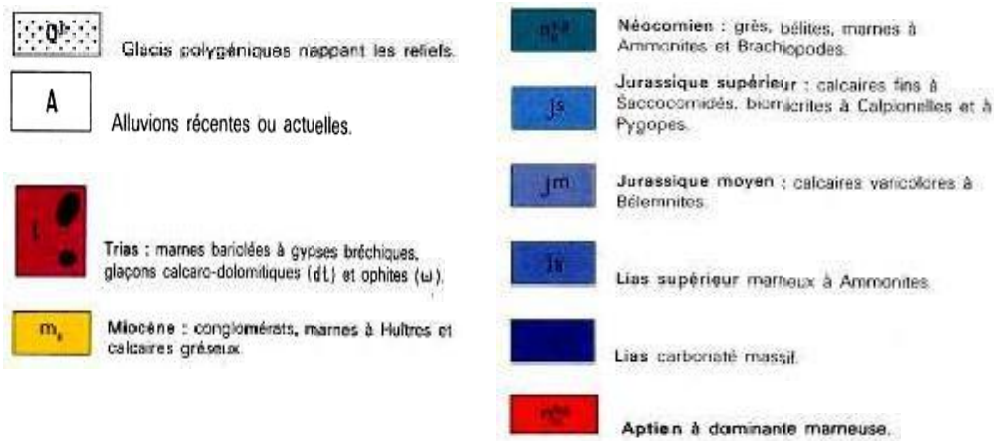 Glacis polygéniques nappant les reliefs.
A
Alluvions récentes ou actuelles.
Trias : marnes bariolées à gypses bréchiques,
glaçons calcaro-dolomitiques (dt) et ophites (ω).
Miocène : conglomérats, marnes à Huîtres et
calcaires gréseux
Néocomien : grès, bélites, marnes à
Ammonites et Brachiopodes.
js
Jurassique supérieur : calcaires fins à
Saccocomidés, biomicrites à Calpionelles et à
Pygopes.
jm
Jurassique moyen : calcaires varicolores à
Bélemnites.
Lias supérieur marneux à Ammonites
Lias carbonaté massif.
Aptien à dominante marneuse.